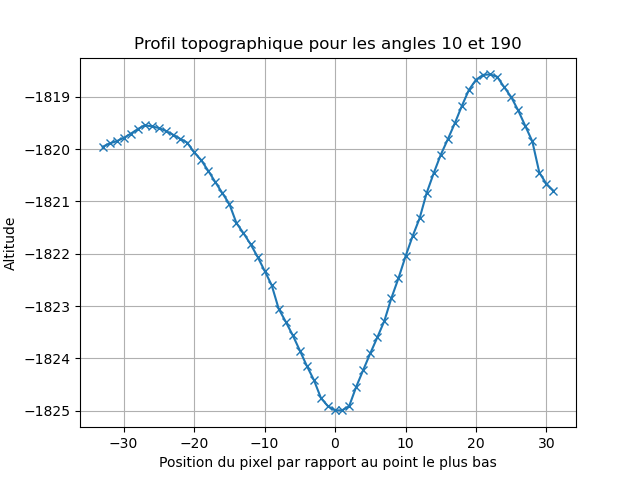 Profil topographique pour les angles 10 et 190
Altitude
−1819
−1820
−1821
−1822
−1823
−1824
−1825
−30 −20 −10 0 10 20 30
Position du pixel par rapport au point le plus bas